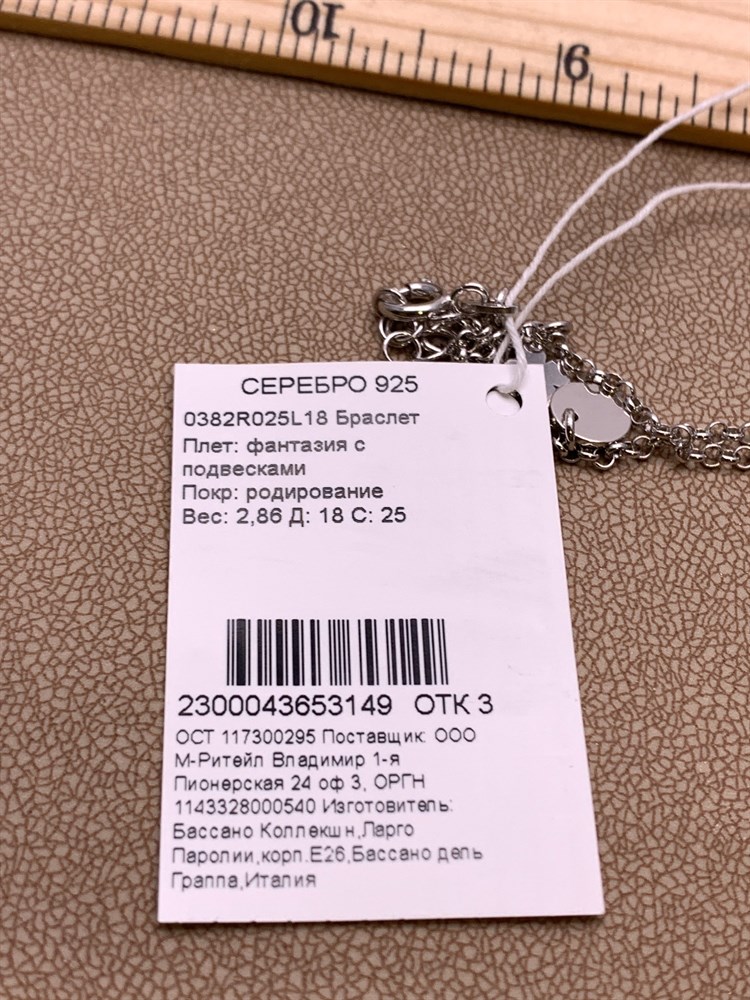 10
9
СЕРЕБРО 925
0382R025L18 Браслет
Плет: фантазия с
подвесками
Покр: родирование
Вес: 2,86 Д: 18 С: 25
2300043653149 ОТК 3
ОСТ 117300295 Поставщик: ООО
М-Ритейл Владимир 1-я
Пионерская 24 оф 3, ОРГН
1143328000540 Изготовитель:
Бассано Коллекшн,Ларго
Паролии,корп.Е26,Бассано дель
Граппа,Италия